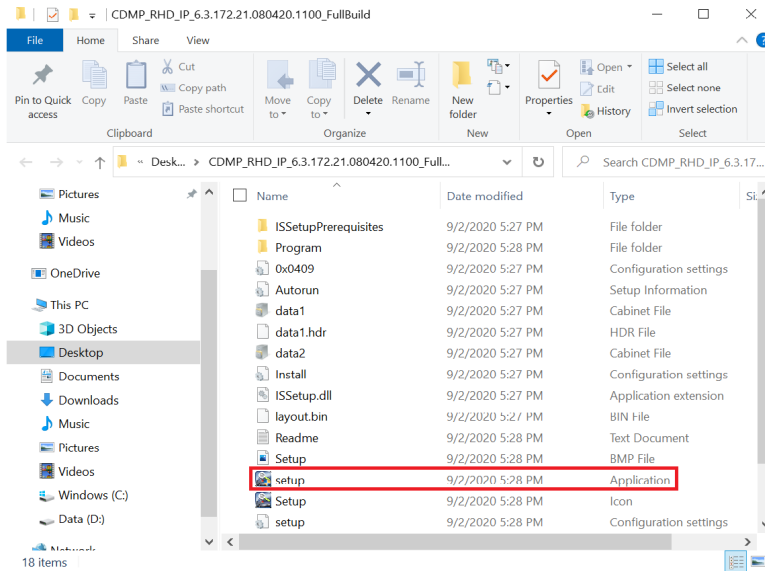 CDMP_RHD_IP_6.3.172.21.080420.1100_FullBuild
File Home Share View
Pin to Quick access
Copy
Paste
Cut
Copy path
Paste shortcut
Clipboard
Move to
Copy to
Delete
Rename
Organize
New folder
New
Properties
Open
Edit
History
Open
Select all
Select none
Invert selection
Select
« Desk... > CDMP_RHD_IP_6.3.172.21.080420.1100_Full...
Search CDMP_RHD_IP_6.3.17...
Pictures
Music
Videos
OneDrive
This PC
3D Objects
Desktop
Documents
Downloads
Music
Pictures
Videos
Windows (C:)
Data (D:)
Network
Name Date modified Type
ISSetupPrerequisites 9/2/2020 5:27 PM File folder
Program 9/2/2020 5:28 PM File folder
0x0409 9/2/2020 5:27 PM Configuration settings
Autorun 9/2/2020 5:27 PM Setup Information
data1 9/2/2020 5:27 PM Cabinet File
data1.hdr 9/2/2020 5:27 PM HDR File
data2 9/2/2020 5:27 PM Cabinet File
Install 9/2/2020 5:27 PM Configuration settings
ISSetup.dll 9/2/2020 5:27 PM Application extension
layout.bin 9/2/2020 5:27 PM BIN File
Readme 9/2/2020 5:28 PM Text Document
Setup 9/2/2020 5:28 PM BMP File
setup 9/2/2020 5:28 PM Application
Setup 9/2/2020 5:28 PM Icon
setup 9/2/2020 5:28 PM Configuration settings
18 items